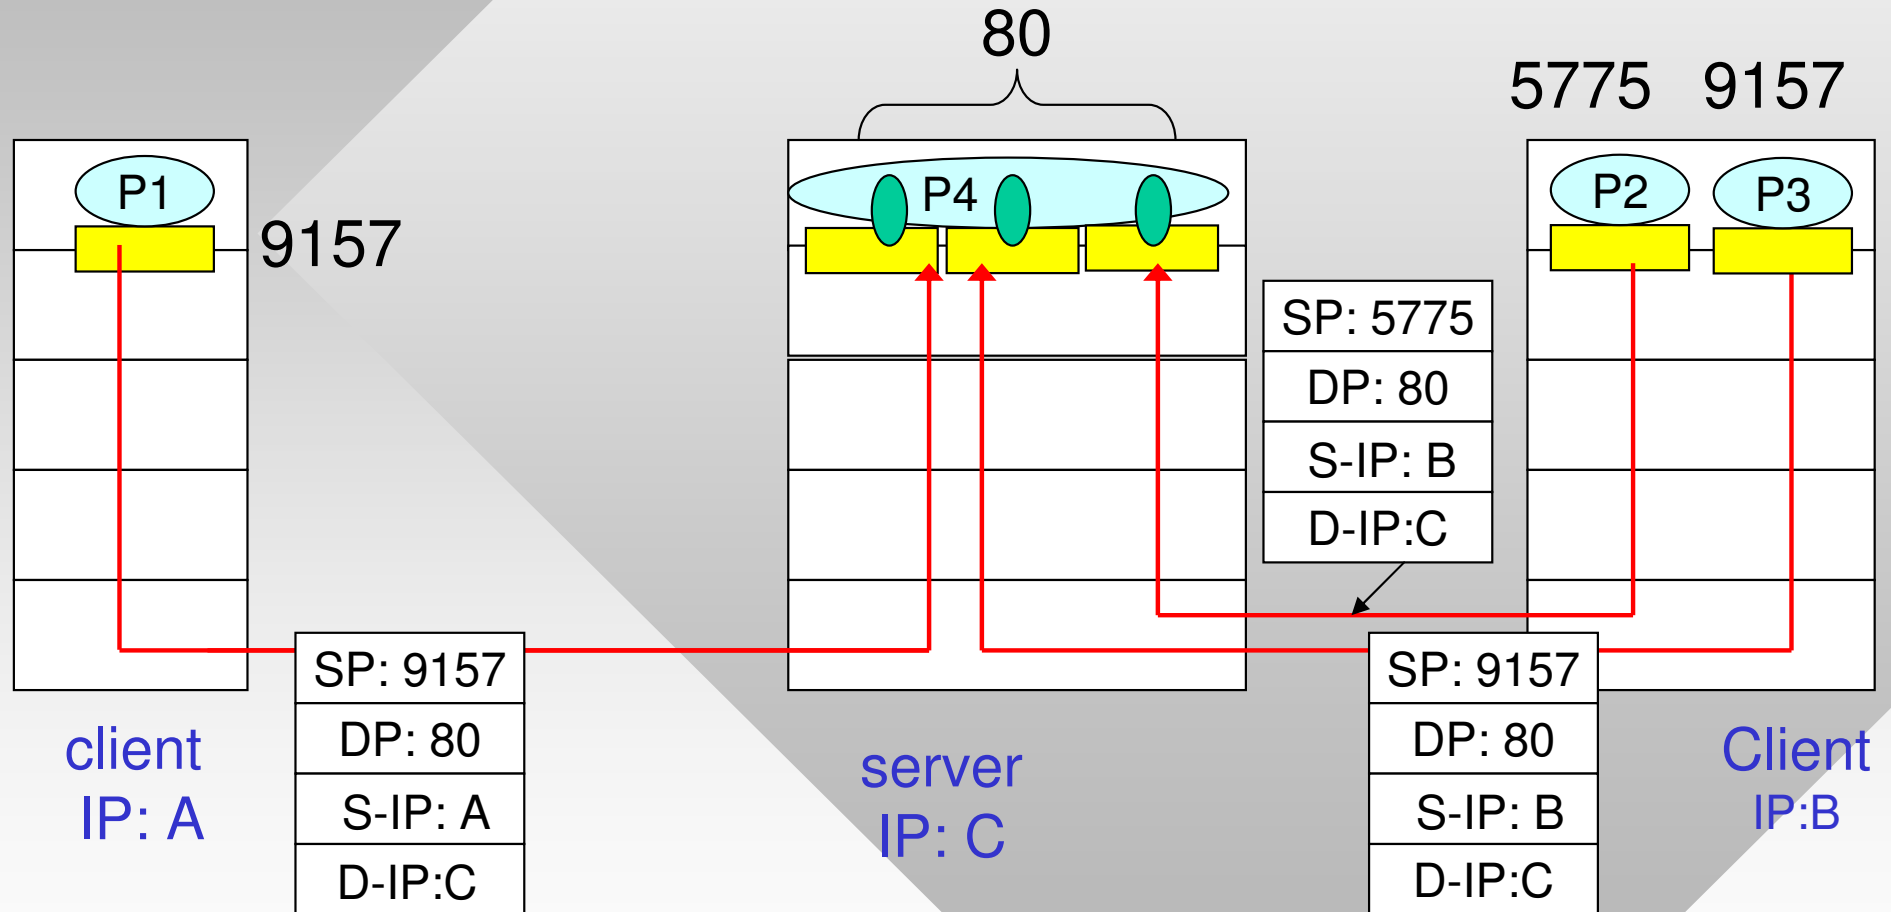 80
5775 9157
P1
P4
P2
P3
9157
SP: 5775
DP: 80
S-IP: B
D-IP:C
SP: 9157
DP: 80
S-IP: A
D-IP:C
SP: 9157
DP: 80
S-IP: B
D-IP:C
client
IP: A
server
IP: C
Client
IP:B